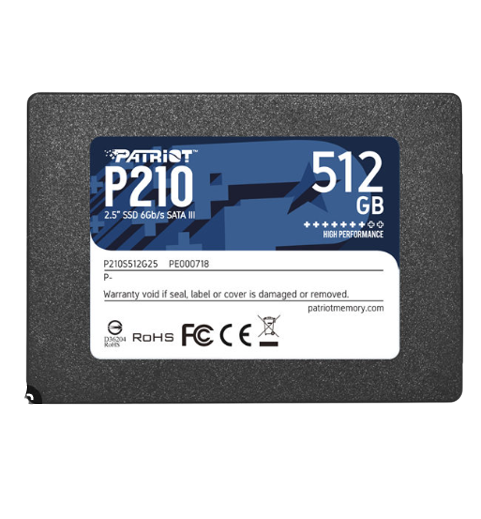 PATRIOT™
P210
2.5" SSD 6Gb/s SATA III
512
GB
HIGH PERFORMANCE
P210S512G25 PE000718
P-
Warranty void if seal, label or cover is damaged or removed.
patriotmemory.com
D36204
RoHS
RoHS
FC CE